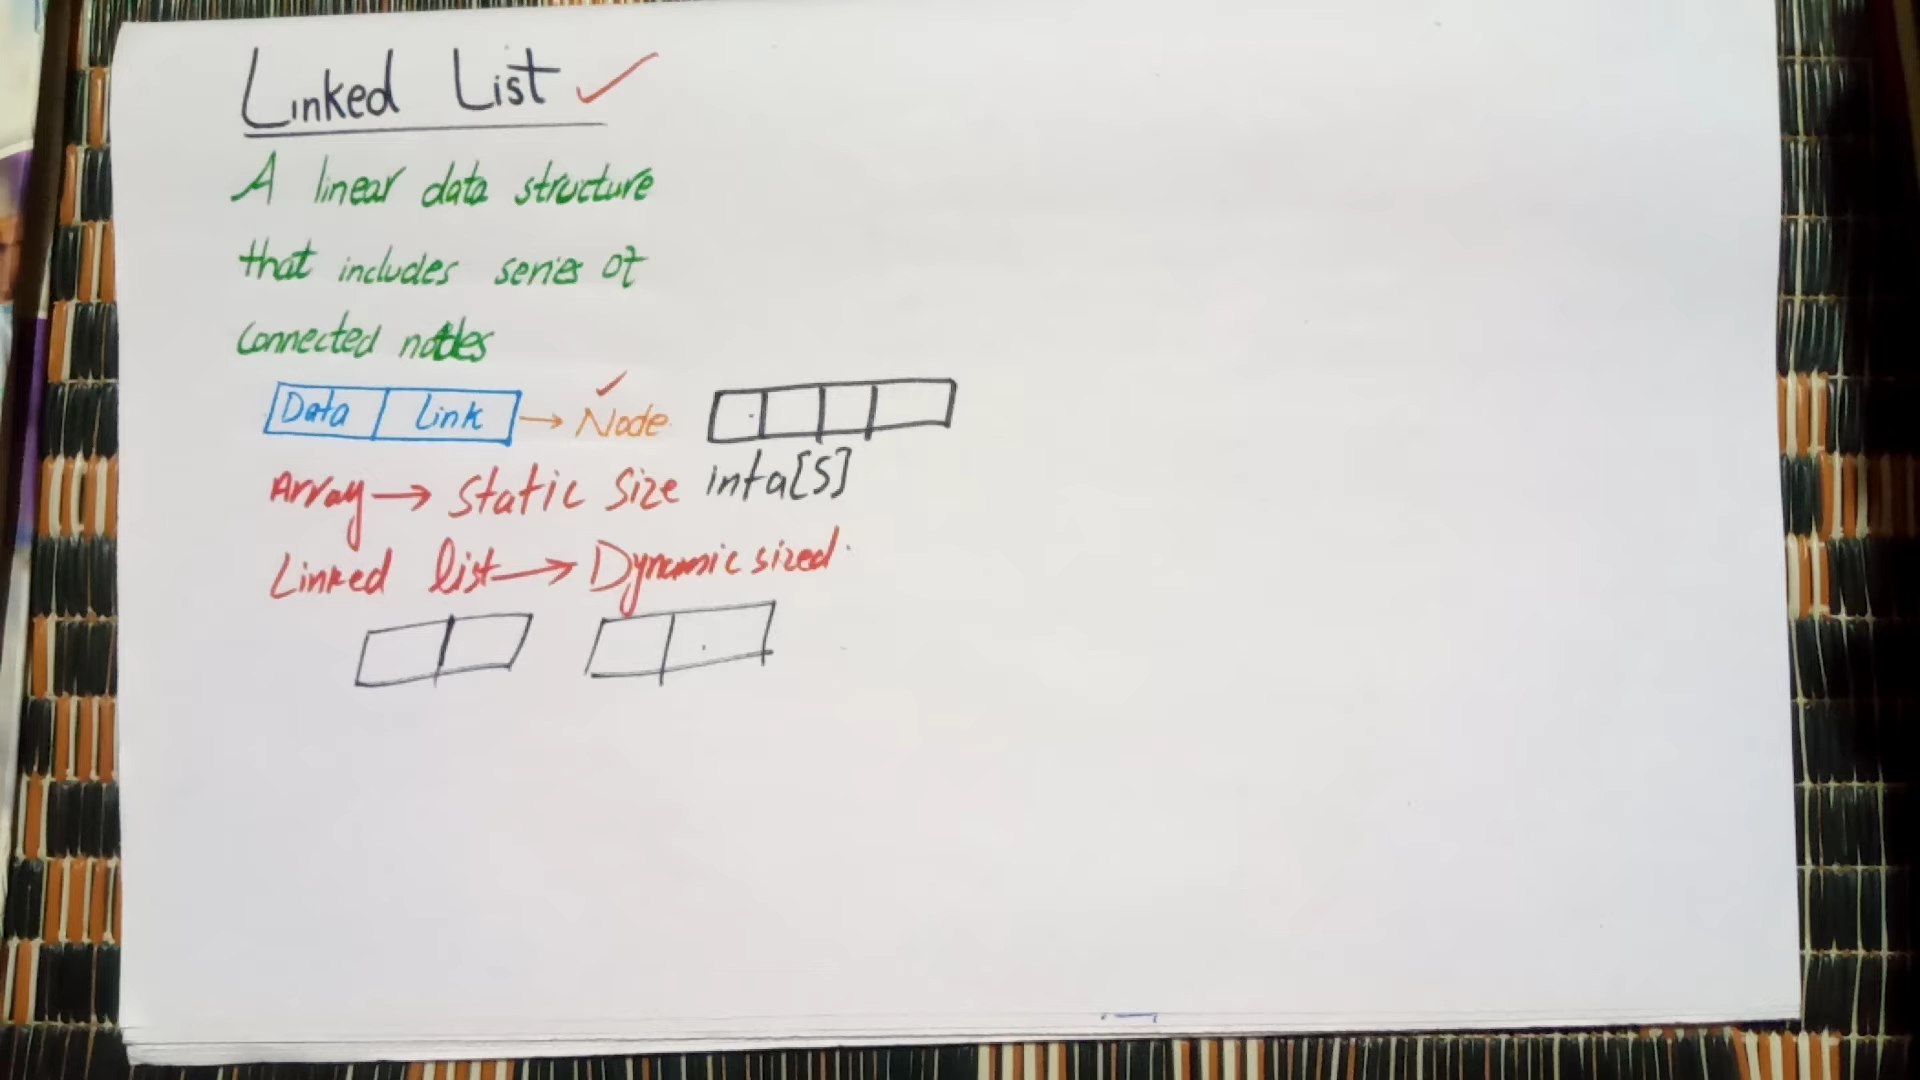 Linked List
A linear data structure
that includes series of
connected nodes
Data Link → Node
Array → Static Size int a[5]
Linked list → Dynamic sized